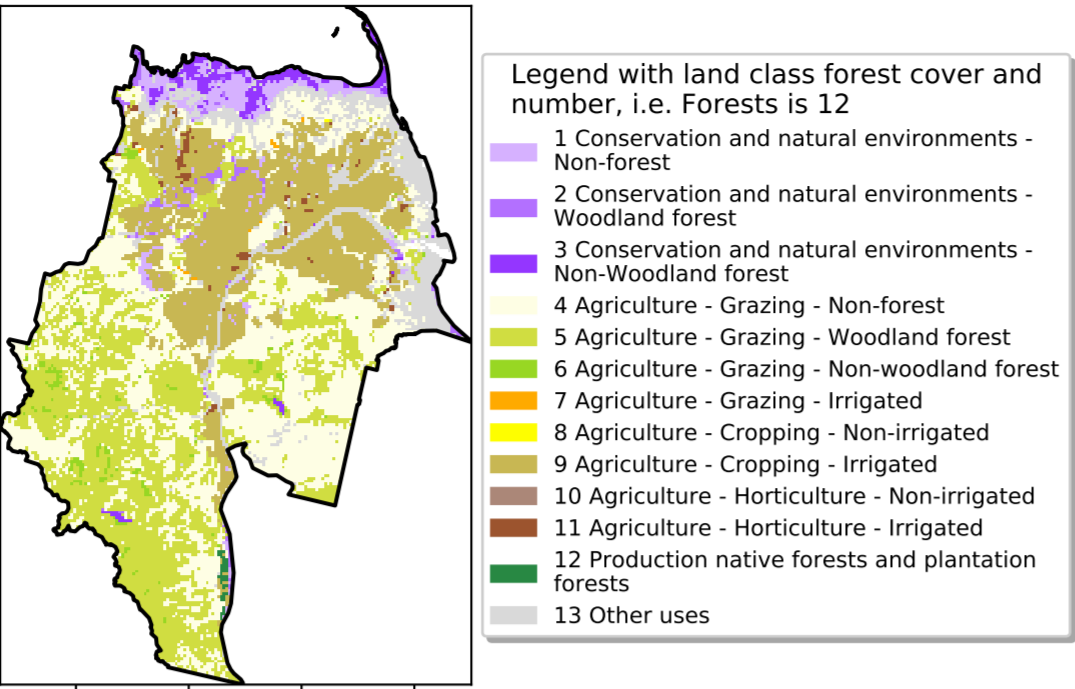 Legend with land class forest cover and
number, i.e. Forests is 12
1 Conservation and natural environments -
Non-forest
2 Conservation and natural environments -
Woodland forest
3 Conservation and natural environments -
Non-Woodland forest
4 Agriculture - Grazing - Non-forest
5 Agriculture - Grazing - Woodland forest
6 Agriculture - Grazing - Non-woodland forest
7 Agriculture - Grazing - Irrigated
8 Agriculture - Cropping - Non-irrigated
9 Agriculture - Cropping - Irrigated
10 Agriculture - Horticulture - Non-irrigated
11 Agriculture - Horticulture - Irrigated
12 Production native forests and plantation
forests
13 Other uses